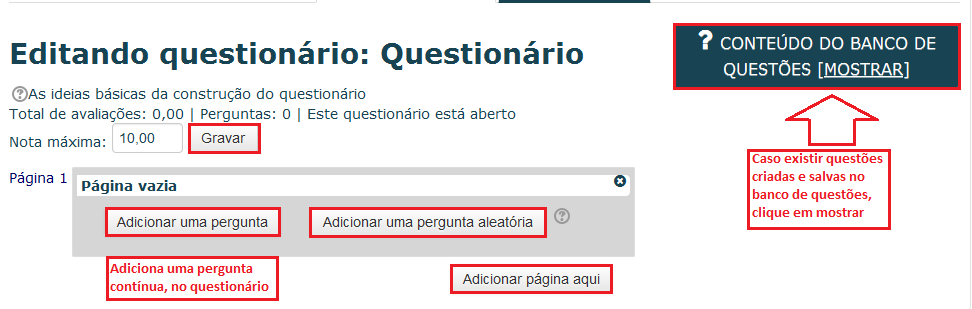 Editando questionário: Questionário
? As ideias básicas da construção do questionário
Total de avaliações: 0,00 | Perguntas: 0 | Este questionário está aberto
Nota máxima: 10,00 Gravar
Página 1
Página vazia
Adicionar uma pergunta Adicionar uma pergunta aleatória ?
Adiciona uma pergunta
contínua, no questionário
Adicionar página aqui
? CONTEÚDO DO BANCO DE
QUESTÕES [MOSTRAR]
Caso existir questões
criadas e salvas no
banco de questões,
clique em mostrar